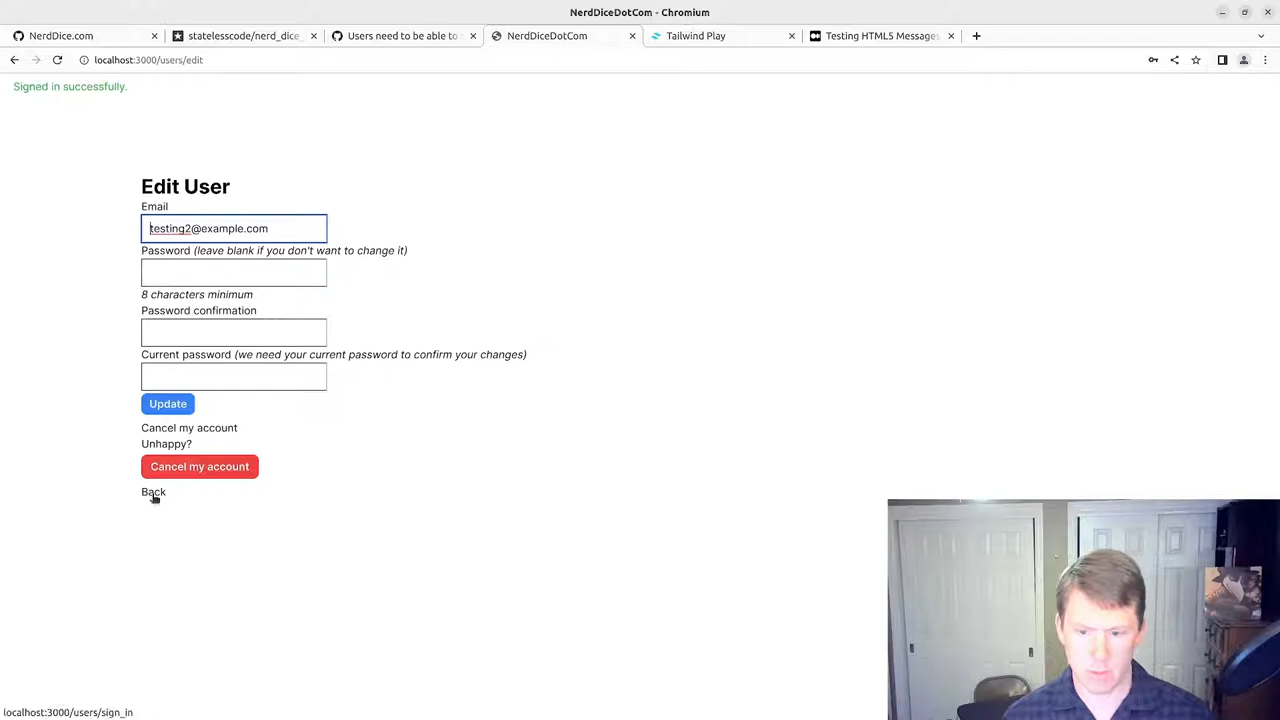 NerdDiceDotCom - Chromium
NerdDice.com
statelesscode/nerd_dice_
Users need to be able to
NerdDiceDotCom
Tailwind Play
Testing HTML5 Messages
localhost:3000/users/edit
Signed in successfully.
Edit User
Email
testing2@example.com
Password (leave blank if you don't want to change it)
8 characters minimum
Password confirmation
Current password (we need your current password to confirm your changes)
Update
Cancel my account
Unhappy?
Cancel my account
Back
localhost:3000/users/sign_in